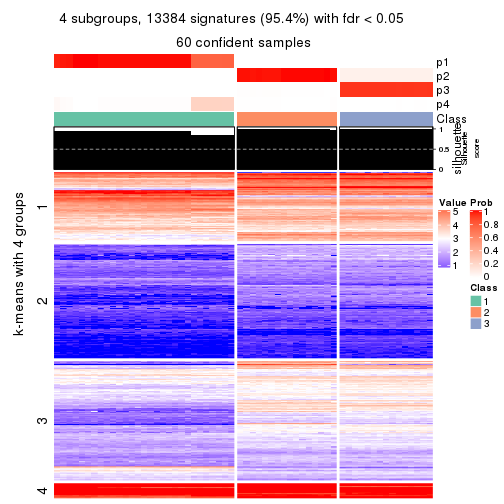 4 subgroups, 13384 signatures (95.4%) with fdr < 0.05
60 confident samples
p1
p2
p3
p4
Class
silhouette
1
0.5
0
Silhouette
score
k-means with 4 groups
1
2
3
4
Value
5
4
3
2
1
Prob
1
0.8
0.6
0.4
0.2
0
Class
1
2
3